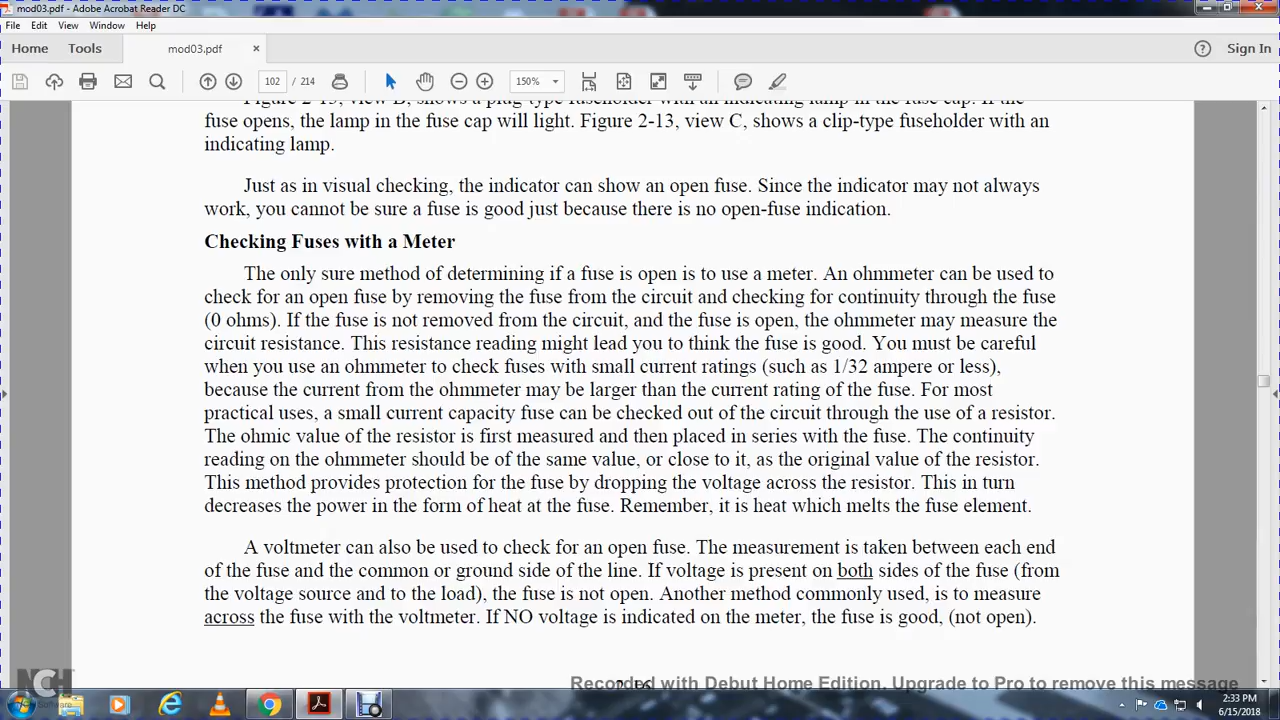 mod03.pdf - Adobe Acrobat Reader DC
File Edit View Window Help
Home Tools mod03.pdf × Sign In
102 / 214 150%
Figure 2-13, view B, shows a plug-type fuseholder with an indicating lamp in the fuse cap. If the
fuse opens, the lamp in the fuse cap will light. Figure 2-13, view C, shows a clip-type fuseholder with an
indicating lamp.
Just as in visual checking, the indicator can show an open fuse. Since the indicator may not always
work, you cannot be sure a fuse is good just because there is no open-fuse indication.
Checking Fuses with a Meter
The only sure method of determining if a fuse is open is to use a meter. An ohmmeter can be used to
check for an open fuse by removing the fuse from the circuit and checking for continuity through the fuse
(0 ohms). If the fuse is not removed from the circuit, and the fuse is open, the ohmmeter may measure the
circuit resistance. This resistance reading might lead you to think the fuse is good. You must be careful
when you use an ohmmeter to check fuses with small current ratings (such as 1/32 ampere or less),
because the current from the ohmmeter may be larger than the current rating of the fuse. For most
practical uses, a small current capacity fuse can be checked out of the circuit through the use of a resistor.
The ohmic value of the resistor is first measured and then placed in series with the fuse. The continuity
reading on the ohmmeter should be of the same value, or close to it, as the original value of the resistor.
This method provides protection for the fuse by dropping the voltage across the resistor. This in turn
decreases the power in the form of heat at the fuse. Remember, it is heat which melts the fuse element.
A voltmeter can also be used to check for an open fuse. The measurement is taken between each end
of the fuse and the common or ground side of the line. If voltage is present on both sides of the fuse (from
the voltage source and to the load), the fuse is not open. Another method commonly used, is to measure
across the fuse with the voltmeter. If NO voltage is indicated on the meter, the fuse is good, (not open).
Recorded with Debut Home Edition. Upgrade to Pro to remove this message
NCH
Software
2:33 PM
6/15/2018